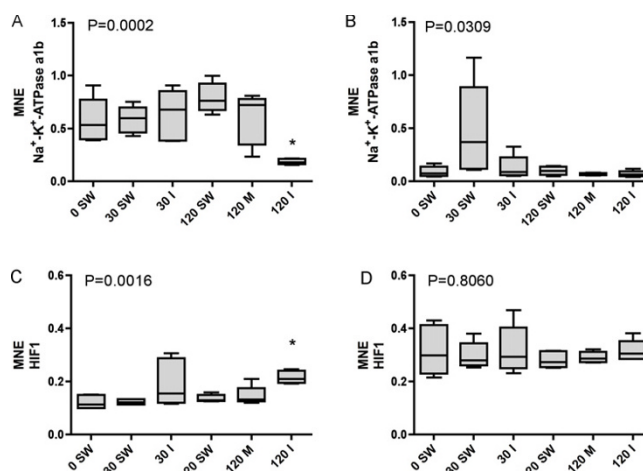 A
P=0.0002
MNE
Na+-K+-ATPase a1b
1.5
1.0
0.5
0.0
0 SW
30 SW
30 I
120 SW
120 M
120 I
*
B
P=0.0309
MNE
Na+-K+-ATPase a1b
1.5
1.0
0.5
0.0
0 SW
30 SW
30 I
120 SW
120 M
120 I
C
P=0.0016
MNE
HIF1
0.6
0.4
0.2
0.0
0 SW
30 SW
30 I
120 SW
120 M
120 I
*
D
P=0.8060
MNE
HIF1
0.6
0.4
0.2
0.0
0 SW
30 SW
30 I
120 SW
120 M
120 I